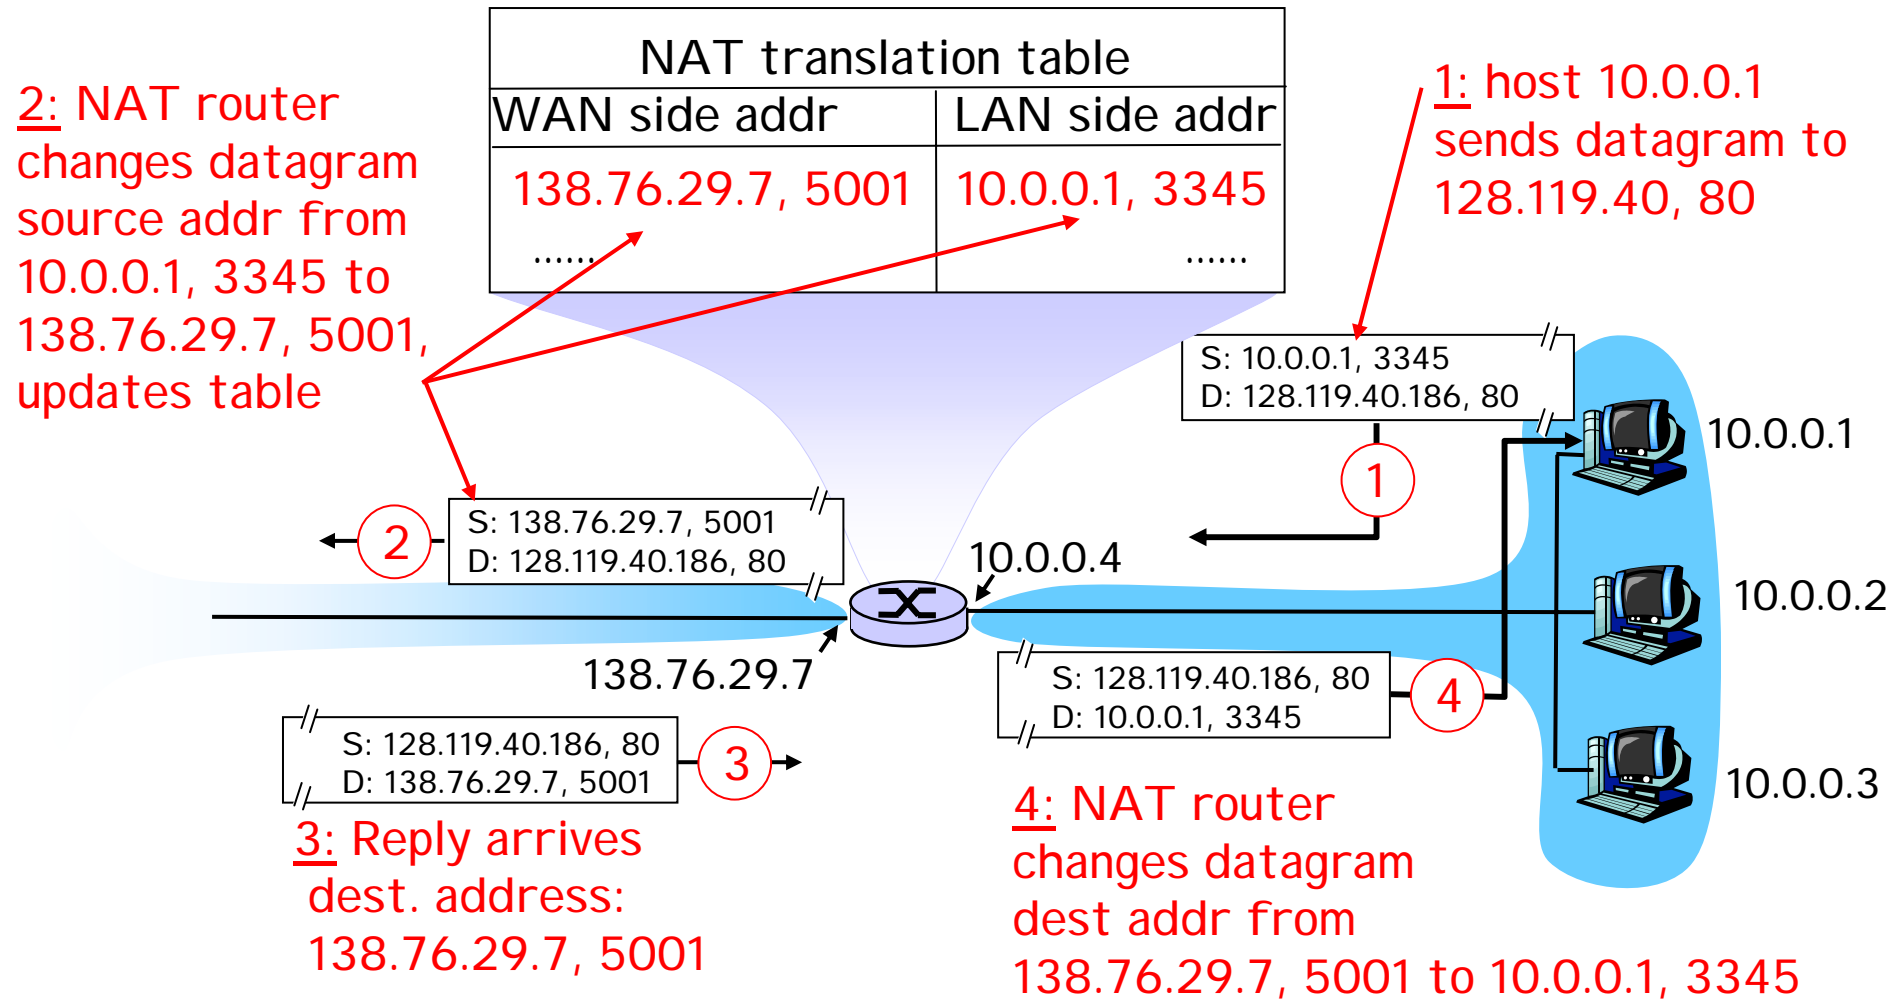 NAT translation table
WAN side addr LAN side addr
138.76.29.7, 5001 10.0.0.1, 3345
...... ......
2: NAT router
changes datagram
source addr from
10.0.0.1, 3345 to
138.76.29.7, 5001,
updates table
1: host 10.0.0.1
sends datagram to
128.119.40, 80
S: 10.0.0.1, 3345
D: 128.119.40.186, 80
1
10.0.0.1
2
S: 138.76.29.7, 5001
D: 128.119.40.186, 80
10.0.0.4
10.0.0.2
138.76.29.7
S: 128.119.40.186, 80
D: 10.0.0.1, 3345
4
S: 128.119.40.186, 80
D: 138.76.29.7, 5001
3
10.0.0.3
3: Reply arrives
dest. address:
138.76.29.7, 5001
4: NAT router
changes datagram
dest addr from
138.76.29.7, 5001 to 10.0.0.1, 3345